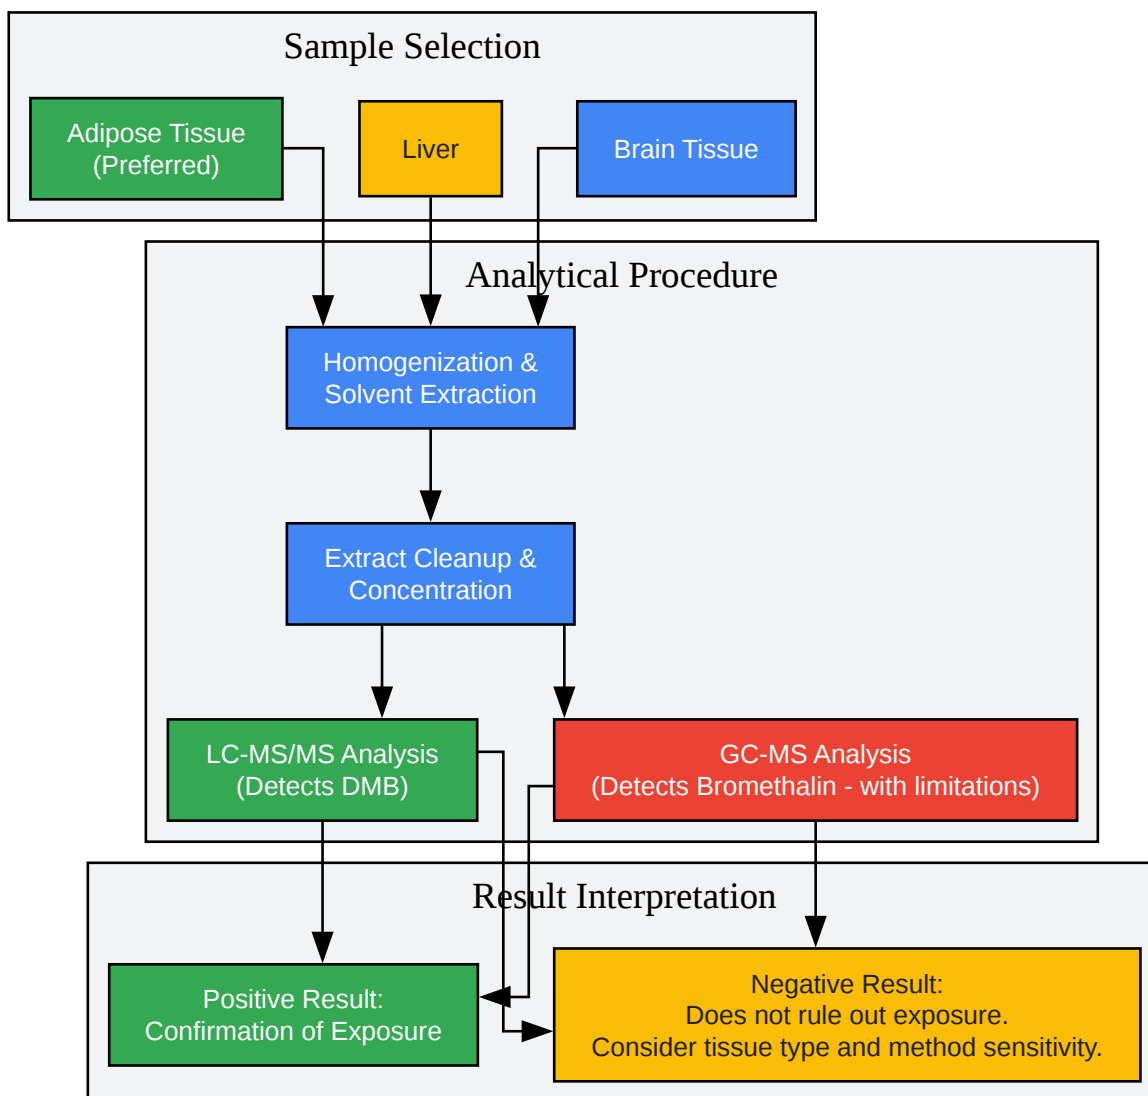 Sample Selection
Adipose Tissue
(Preferred)
Liver
Brain Tissue
Analytical Procedure
Homogenization &
Solvent Extraction
Extract Cleanup &
Concentration
LC-MS/MS Analysis
(Detects DMB)
GC-MS Analysis
(Detects Bromethalin - with limitations)
Result Interpretation
Positive Result:
Confirmation of Exposure
Negative Result:
Does not rule out exposure.
Consider tissue type and method sensitivity.